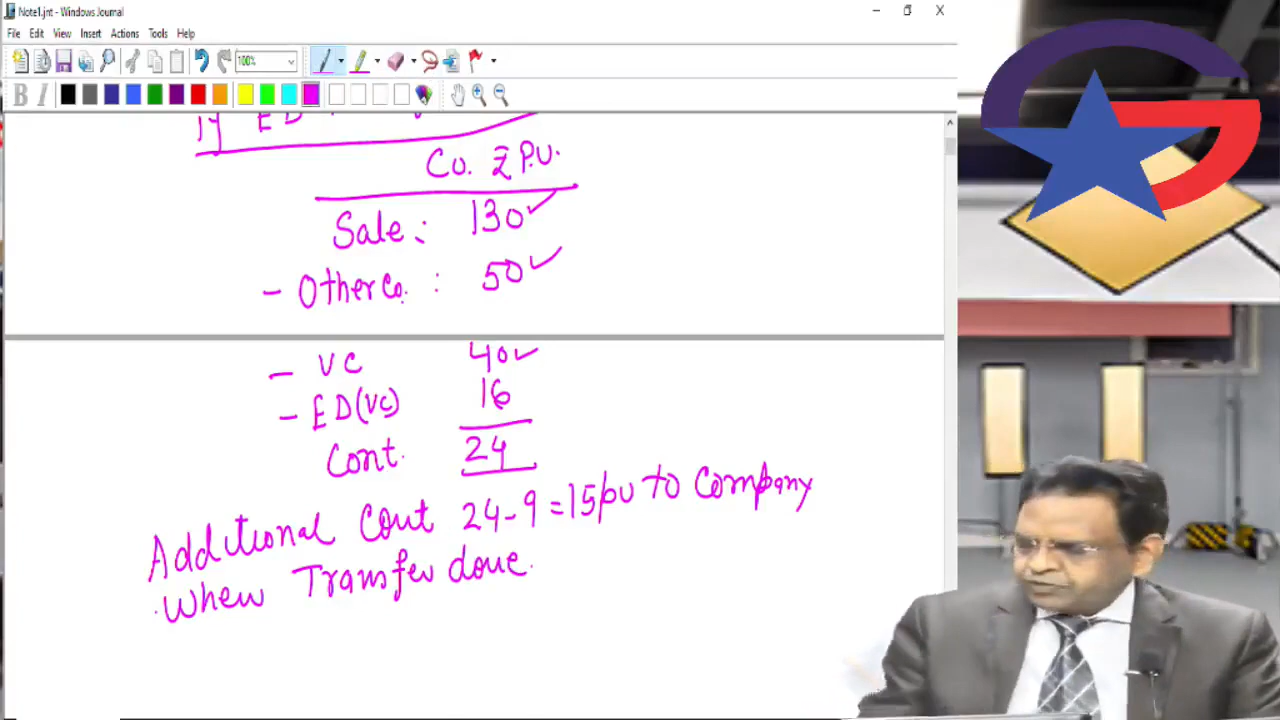 Note1.jnt - Windows Journal
File Edit View Insert Actions Tools Help
100%
B I
Co. Z P.U.
Sale : 130 ✓
- Other Co. : 50 ✓
- VC 40 ✓
- ED(VC) 16
Cont. 24
Additional Cont 24-9 = 15/pu to Company
When Transfer done.